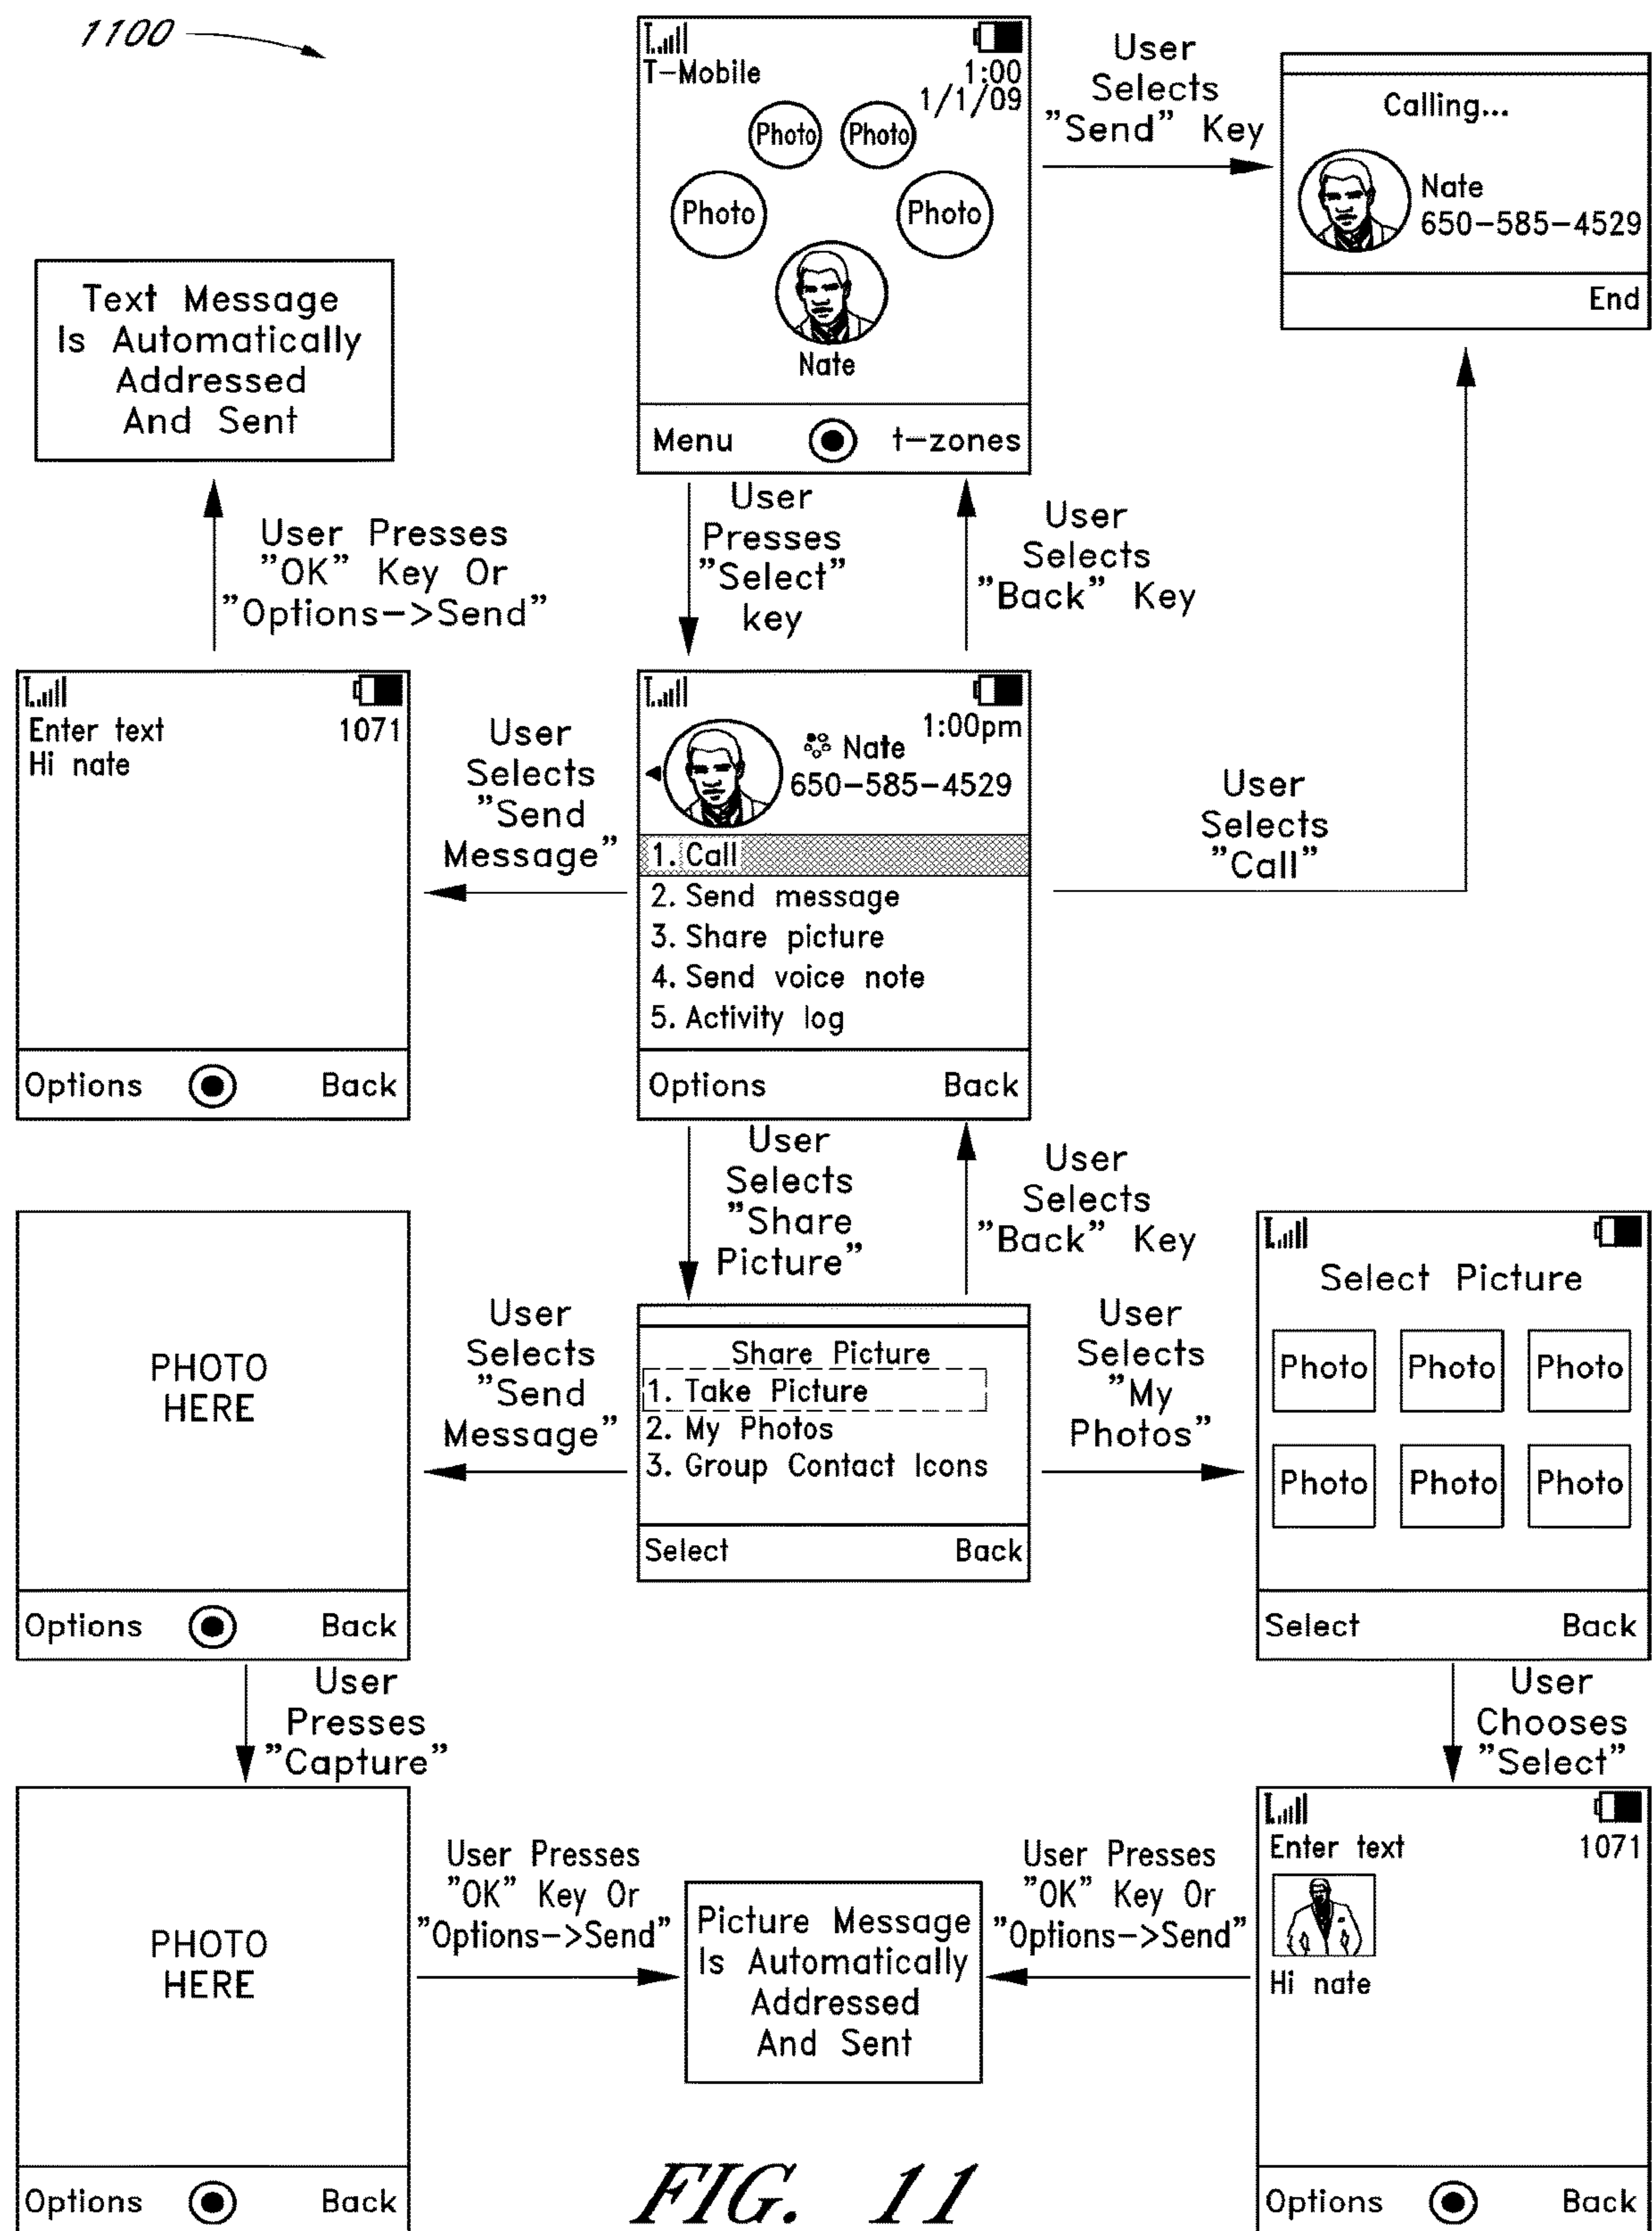 1100
T-Mobile
1:00
1/1/09
Photo Photo
Photo Photo
Nate
Menu t-zones
User
Selects
"Send" Key
Calling...
Nate
650-585-4529
End
Text Message
Is Automatically
Addressed
And Sent
User Presses
"OK" Key Or
"Options->Send"
User
Presses
"Select"
key
User
Selects
"Back" Key
Enter text 1071
Hi nate
Options Back
User
Selects
"Send
Message"
1:00pm
Nate
650-585-4529
1. Call
2. Send message
3. Share picture
4. Send voice note
5. Activity log
Options Back
User
Selects
"Call"
User
Selects
"Share
Picture"
User
Selects
"Back" Key
PHOTO
HERE
Options Back
User
Selects
"Send
Message"
Share Picture
1. Take Picture
2. My Photos
3. Group Contact Icons
Select Back
User
Selects
"My
Photos"
Select Picture
Photo Photo Photo
Photo Photo Photo
Select Back
User
Presses
"Capture"
User
Chooses
"Select"
PHOTO
HERE
Options Back
User Presses
"OK" Key Or
"Options->Send"
Picture Message
Is Automatically
Addressed
And Sent
User Presses
"OK" Key Or
"Options->Send"
Enter text 1071
Hi nate
Options Back
FIG. 11